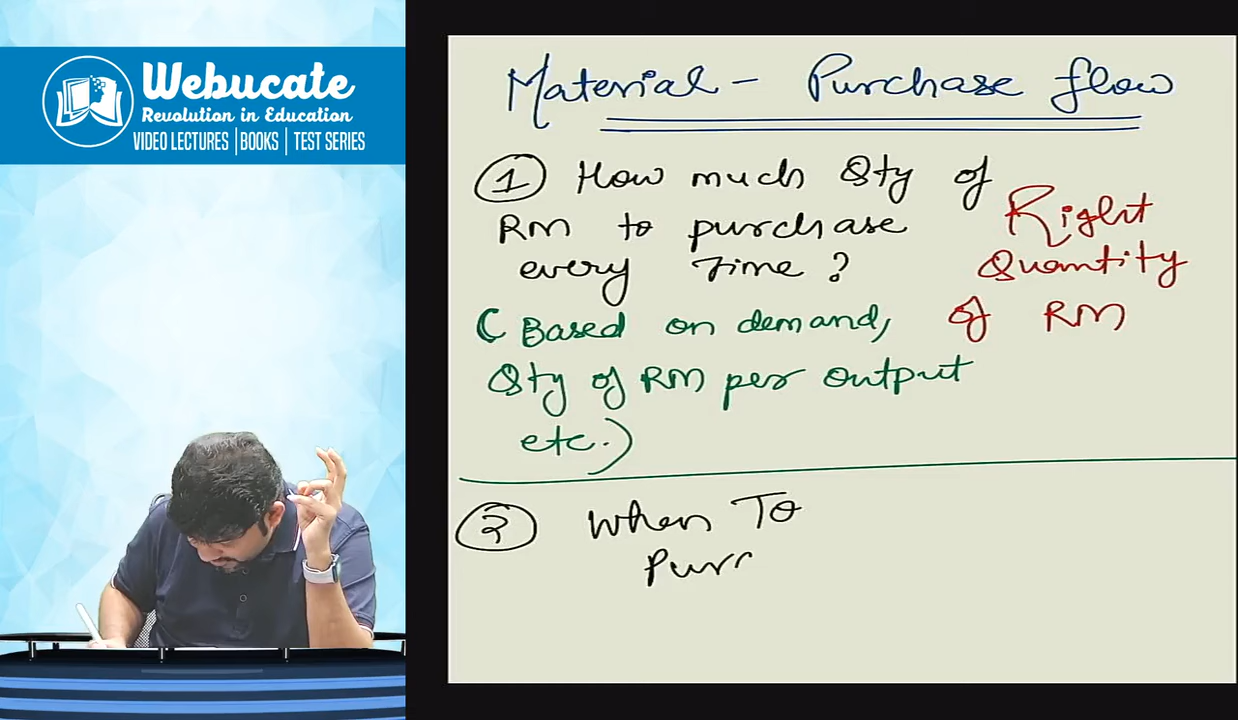 Webucate
Revolution in Education
VIDEO LECTURES | BOOKS | TEST SERIES
Material - Purchase flow
① How much Qty of
RM to purchase
every time?
Right
Quantity
of RM
( Based on demand,
Qty of RM per output
etc.)
② When To
Purc